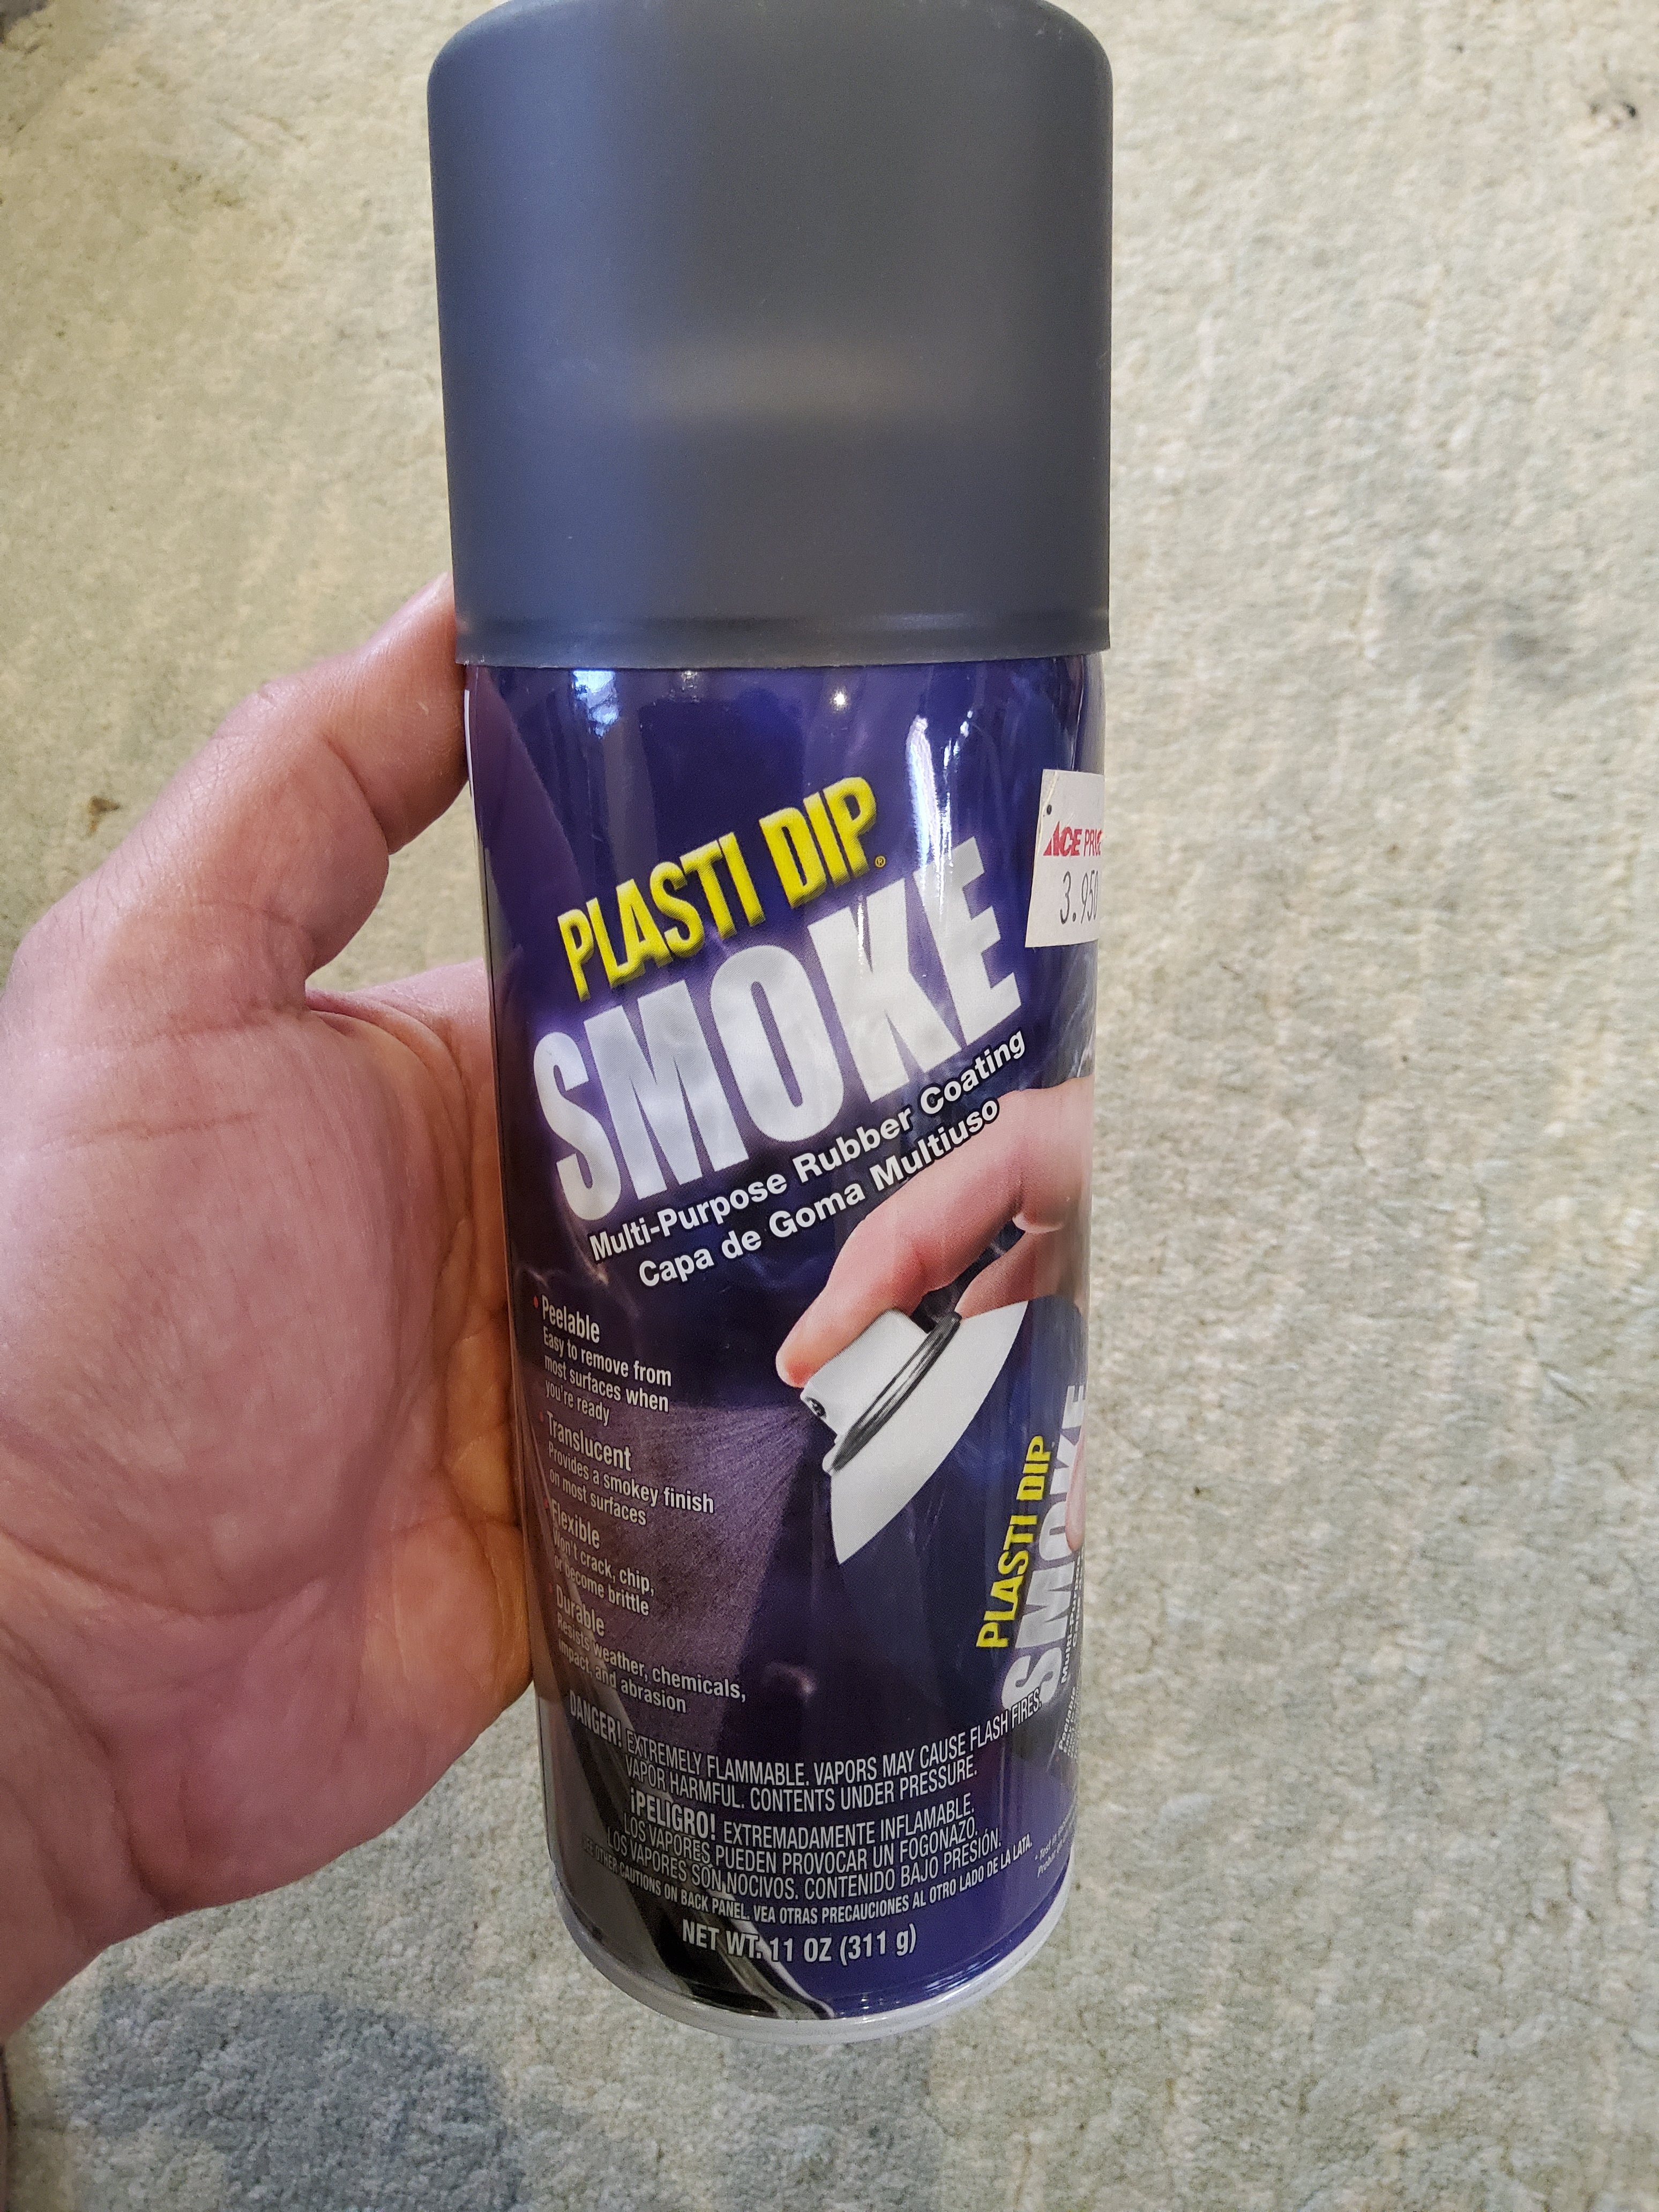 PLASTI DIP®
SMOKE
Multi-Purpose Rubber Coating
Capa de Goma Multiuso
ACE PRICE
3.950
• Peelable
Easy to remove from
most surfaces when
you're ready
• Translucent
Provides a smokey finish
on most surfaces
• Flexible
Won't crack, chip,
or become brittle
• Durable
Resists weather, chemicals,
impact, and abrasion
PLASTI DIP
SMOKE
DANGER! EXTREMELY FLAMMABLE. VAPORS MAY CAUSE FLASH FIRES.
VAPOR HARMFUL. CONTENTS UNDER PRESSURE.
¡PELIGRO! EXTREMADAMENTE INFLAMABLE.
LOS VAPORES PUEDEN PROVOCAR UN FOGONAZO.
LOS VAPORES SON NOCIVOS. CONTENIDO BAJO PRESIÓN.
SEE OTHER CAUTIONS ON BACK PANEL. VEA OTRAS PRECAUCIONES AL OTRO LADO DE LA LATA.
NET WT. 11 OZ (311 g)